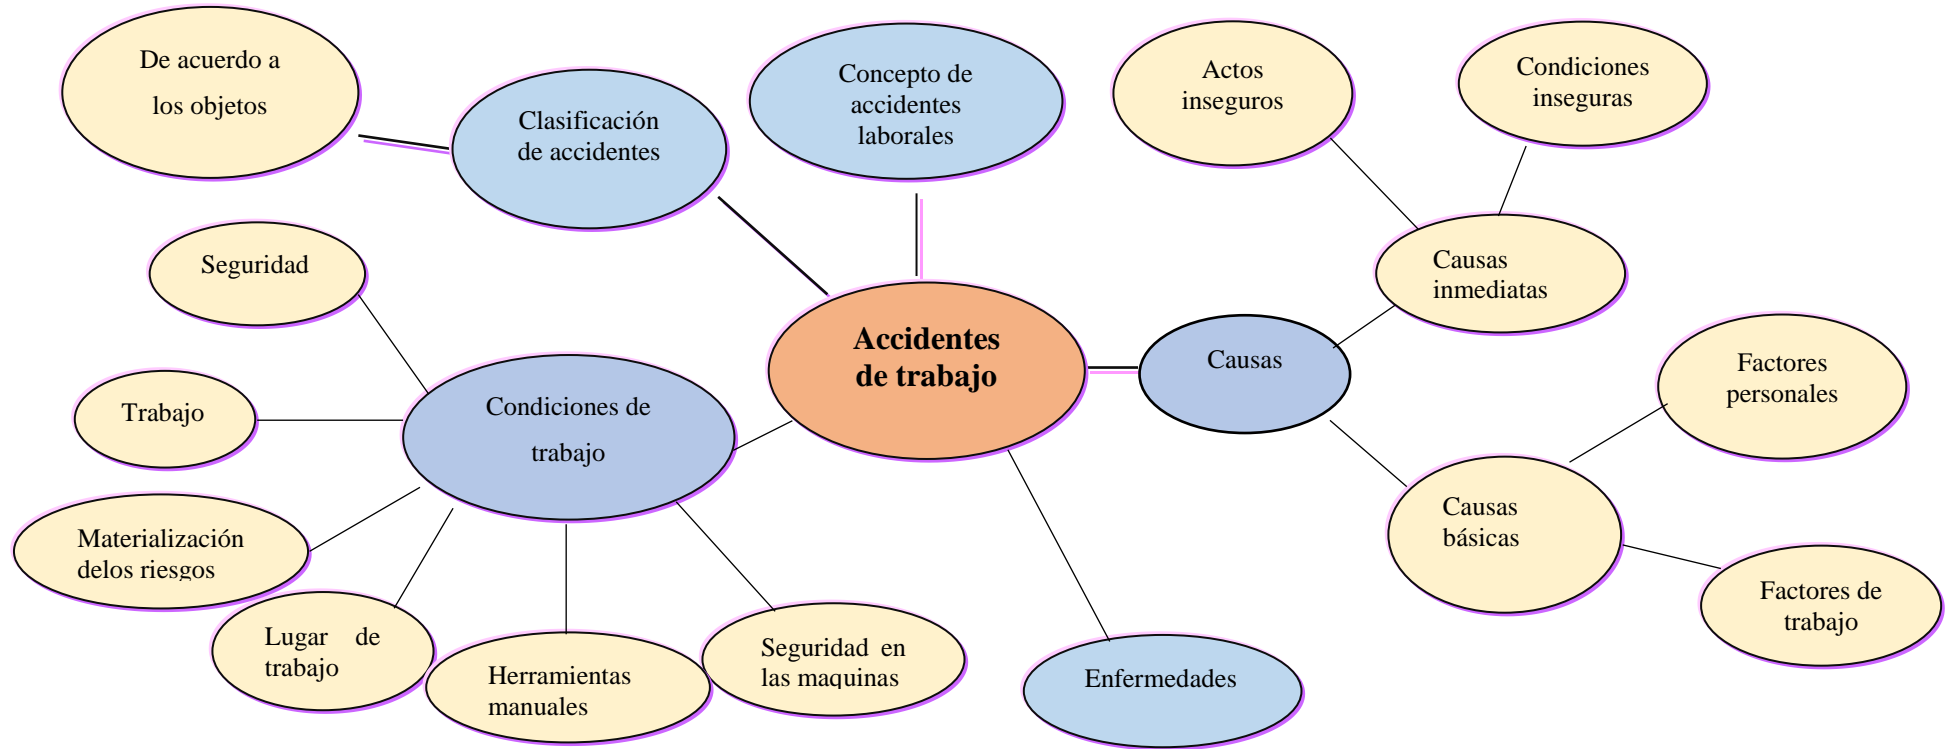 De acuerdo a
los objetos
Clasificación
de accidentes
Concepto de
accidentes
laborales
Actos
inseguros
Condiciones
inseguras
Seguridad
Causas
inmediatas
Accidentes
de trabajo
Causas
Factores
personales
Trabajo
Condiciones de
trabajo
Causas
básicas
Materialización
delos riesgos
Lugar de
trabajo
Herramientas
manuales
Seguridad en
las maquinas
Enfermedades
Factores de
trabajo